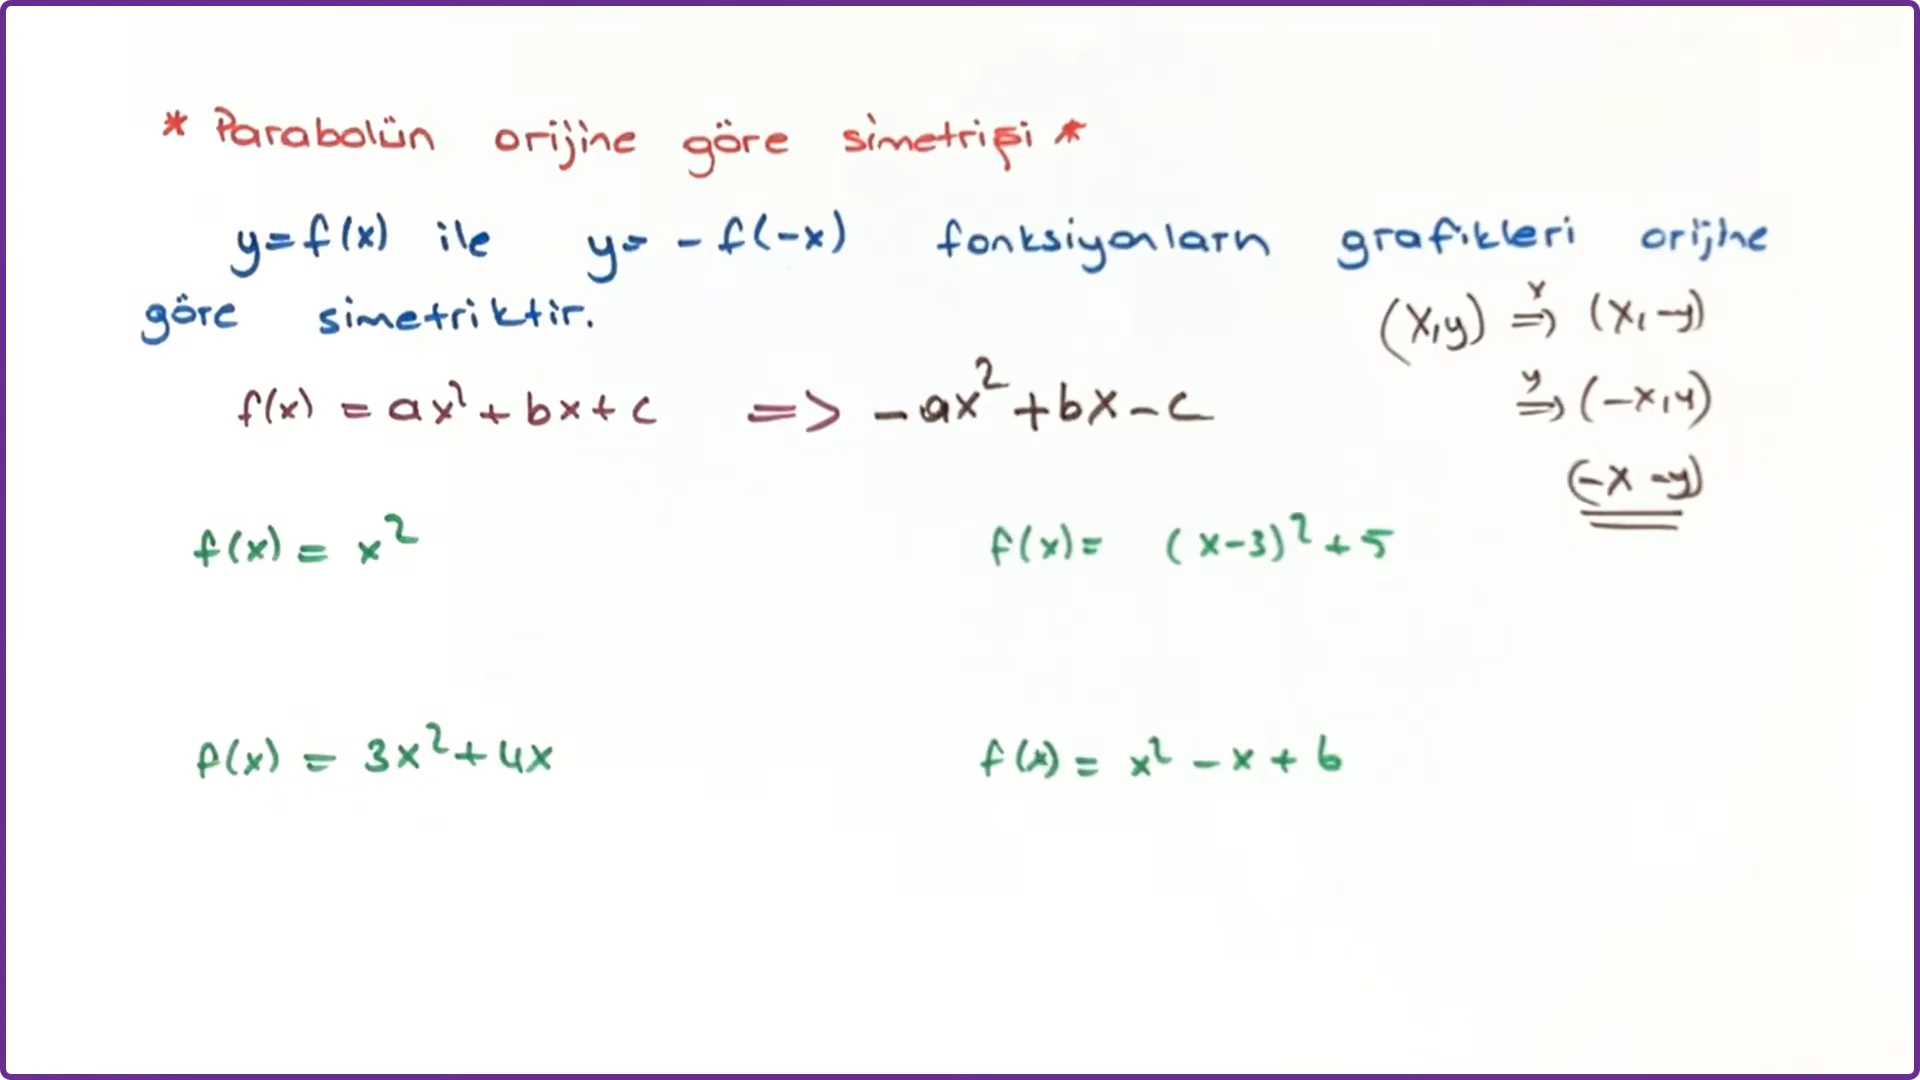 * Parabolün orijine göre simetrisi *
y=f(x) ile y= -f(-x) fonksiyonların grafikleri orijine
göre simetriktir.
(x,y) x⇒ (x,-y)
y⇒ (-x,y)
(-x -y)
f(x) = ax²+bx+c => -ax²+bx-c
f(x) = x²
f(x)= (x-3)²+5
f(x) = 3x²+4x
f(x) = x²-x+6